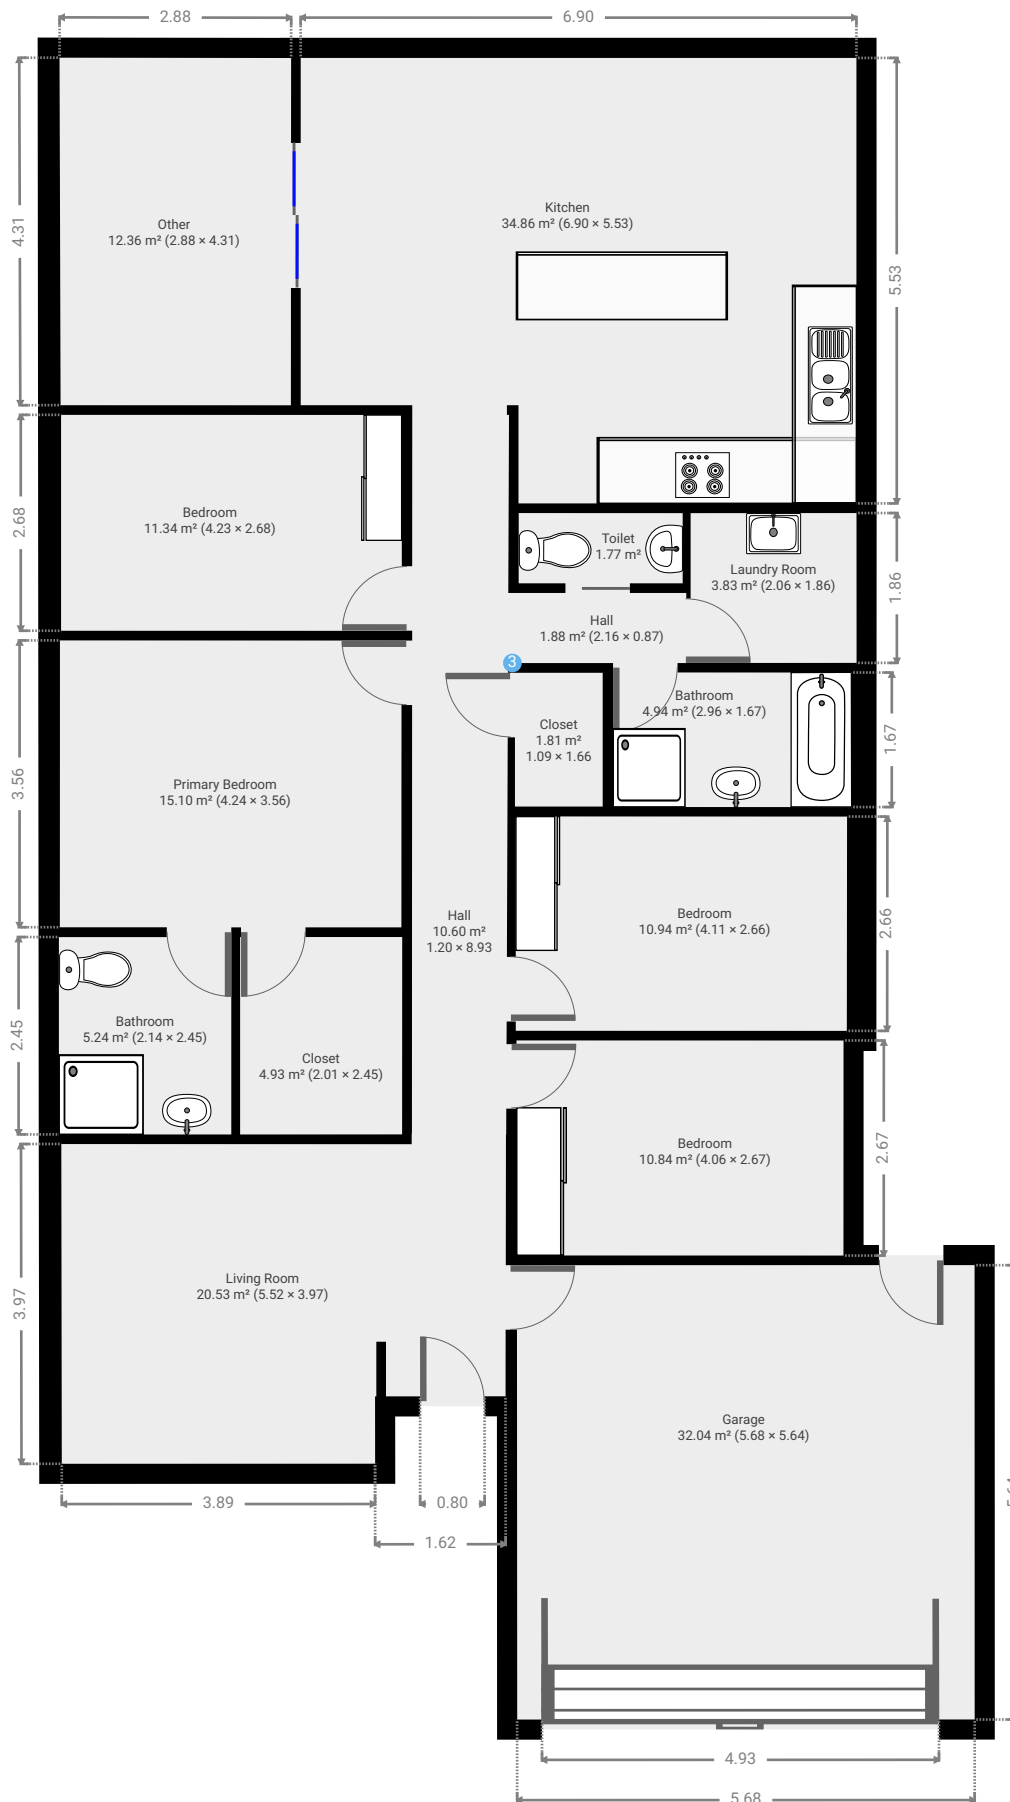 2.88
6.90
4.31
5.53
Other
12.36 m² (2.88 × 4.31)
Kitchen
34.86 m² (6.90 × 5.53)
2.68
Bedroom
11.34 m² (4.23 × 2.68)
Toilet
1.77 m²
Laundry Room
3.83 m² (2.06 × 1.86)
1.86
Hall
1.88 m² (2.16 × 0.87)
3
Bathroom
4.94 m² (2.96 × 1.67)
1.67
Closet
1.81 m²
1.09 × 1.66
3.56
Primary Bedroom
15.10 m² (4.24 × 3.56)
Hall
10.60 m²
1.20 × 8.93
Bedroom
10.94 m² (4.11 × 2.66)
2.66
2.45
Bathroom
5.24 m² (2.14 × 2.45)
Closet
4.93 m² (2.01 × 2.45)
Bedroom
10.84 m² (4.06 × 2.67)
2.67
3.97
Living Room
20.53 m² (5.52 × 3.97)
Garage
32.04 m² (5.68 × 5.64)
3.89
0.80
1.62
4.93
5.68